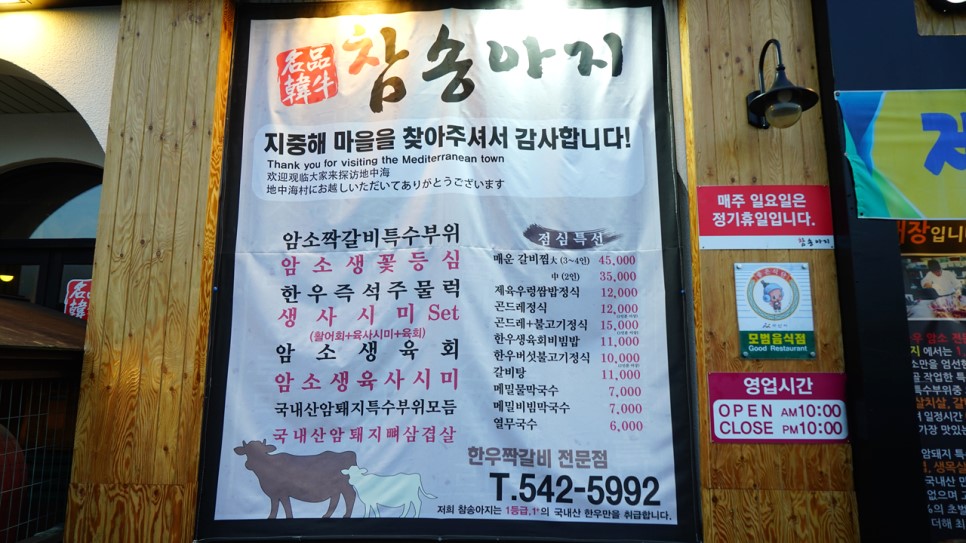 名品
韓牛
참송아지
지중해 마을을 찾아주셔서 감사합니다!
Thank you for visiting the Mediterranean town
欢迎观临大家来探访地中海
地中海村にお越しいただいてありがとうございます
암소짝갈비특수부위
암소생꽃등심
한우즉석주물럭
생사시미 Set
(활어회+육사시미+육회)
암소생육회
암소생육사시미
국내산암돼지특수부위모듬
국내산암돼지뼈삼겹살
점심특선
매운 갈비찜大 (3~4인) 45,000
中 (2인) 35,000
제육우렁쌈밥정식 12,000
곤드레정식 12,000
곤드레+불고기정식 15,000
한우생육회비빔밥 11,000
한우버섯불고기정식 10,000
갈비탕 11,000
메밀물막국수 7,000
메밀비빔막국수 7,000
열무국수 6,000
한우짝갈비 전문점
T.542-5992
저희 참송아지는 1등급,1+의 국내산 한우만을 취급합니다.
매주 일요일은
정기휴일입니다.
참송아지
모범음식점
Good Restaurant
영업시간
OPEN AM10:00
CLOSE PM10:00
名品